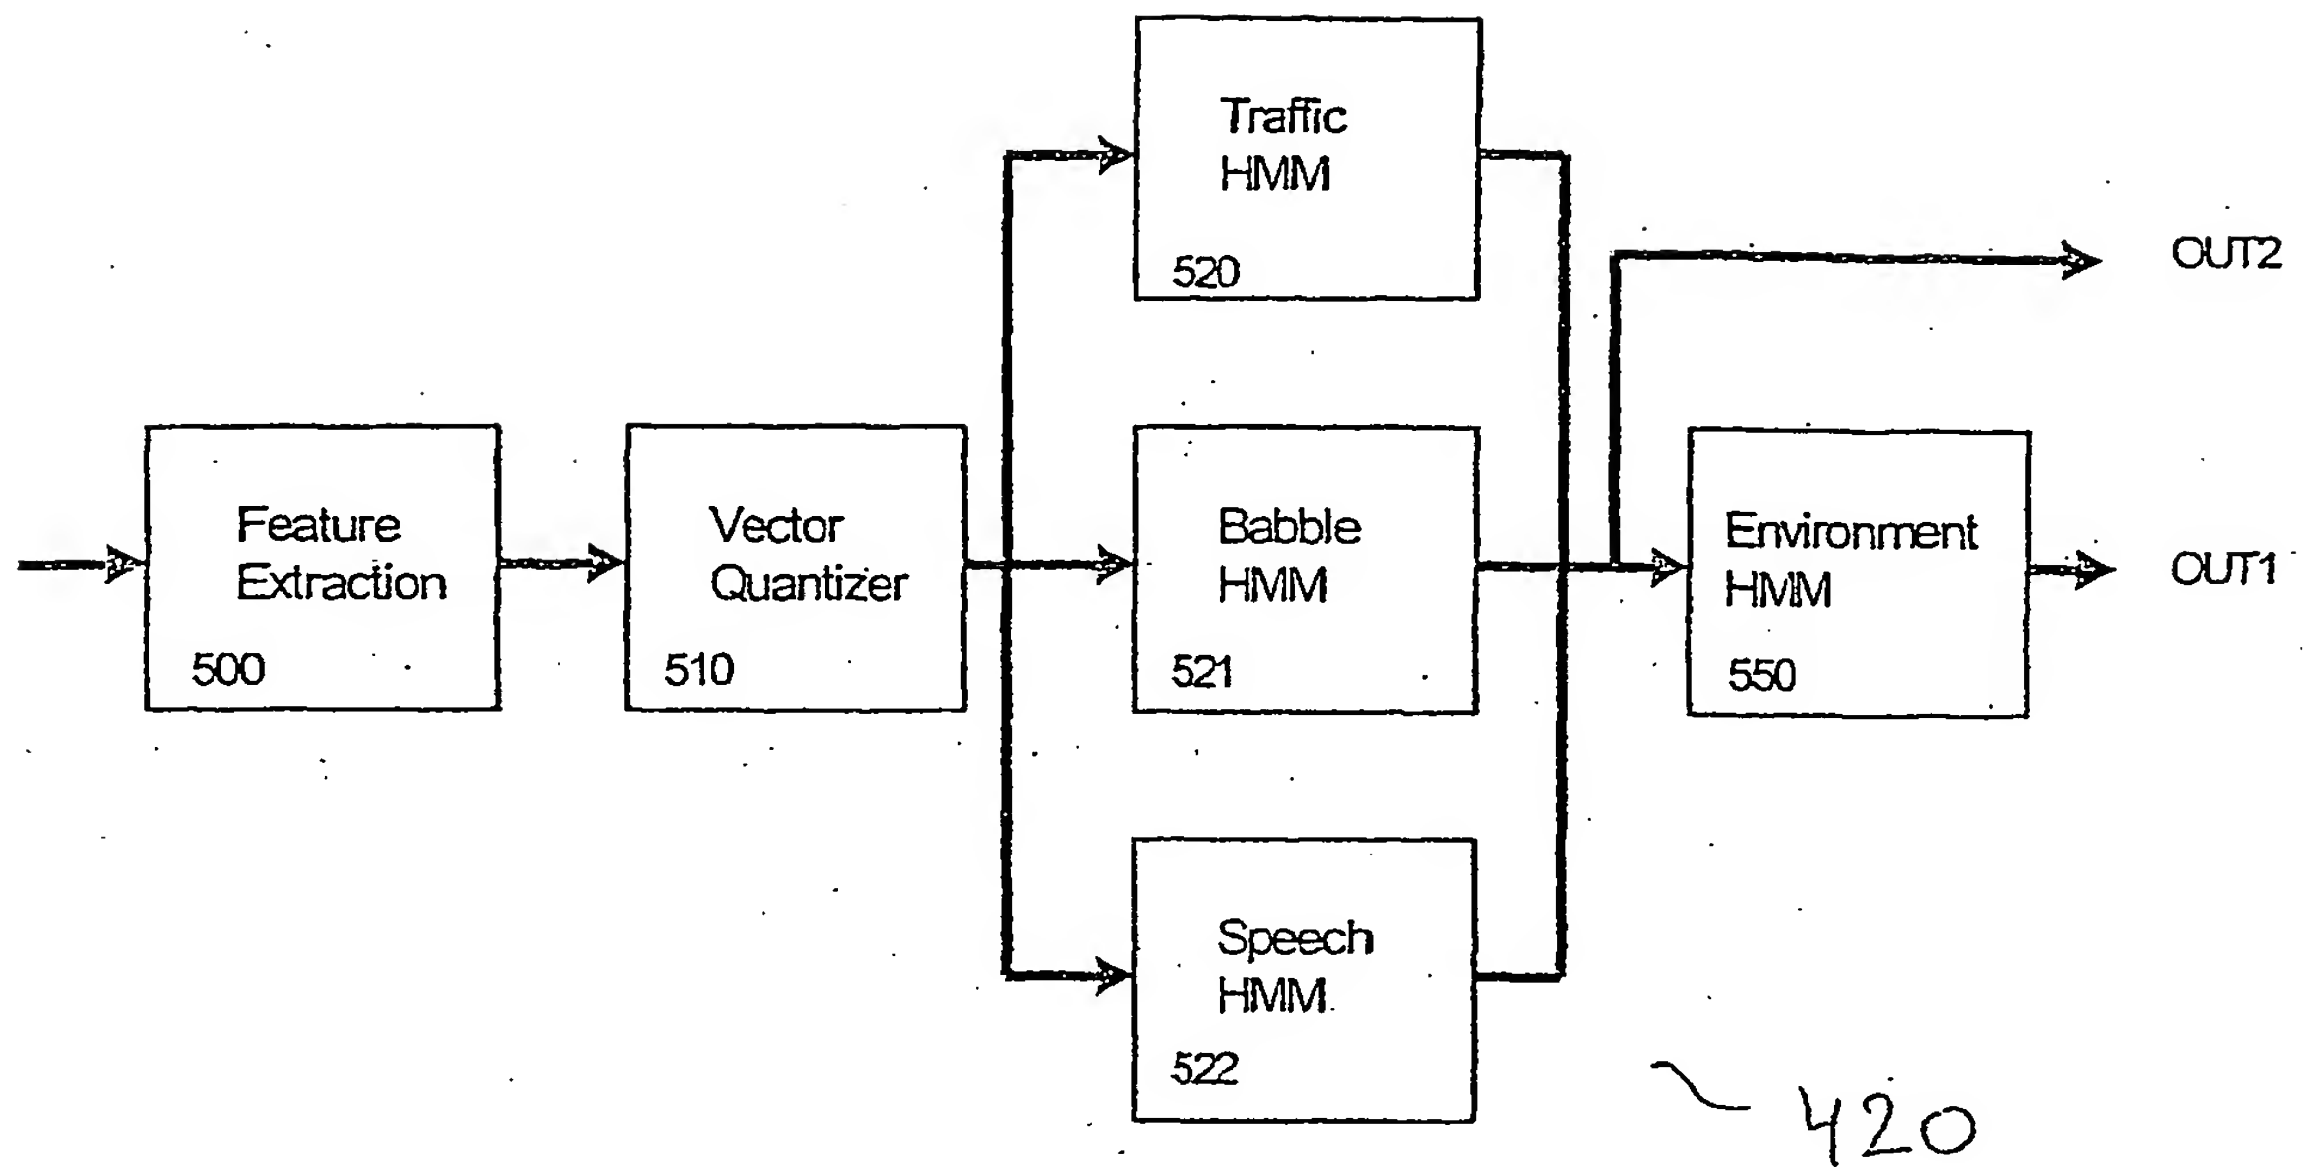 Traffic
HMM
520
OUT2
Feature
Extraction
500
Vector
Quantizer
510
Babble
HMM
521
Environment
HMM
550
OUT1
Speech
HMM
522
420